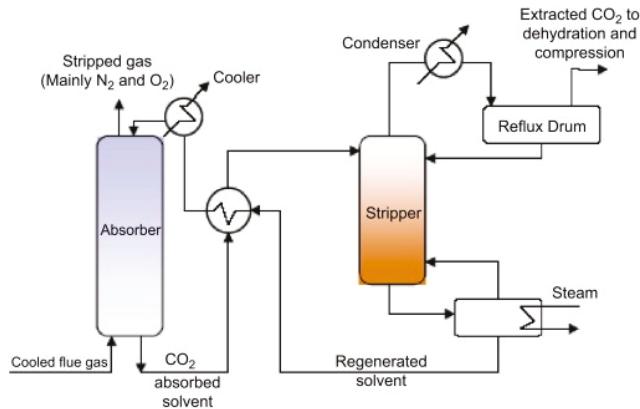 Extracted CO2 to
dehydration and
compression
Condenser
Stripped gas
(Mainly N2 and O2)
Cooler
Reflux Drum
Absorber
Stripper
Steam
Cooled flue gas
CO2
absorbed
solvent
Regenerated
solvent